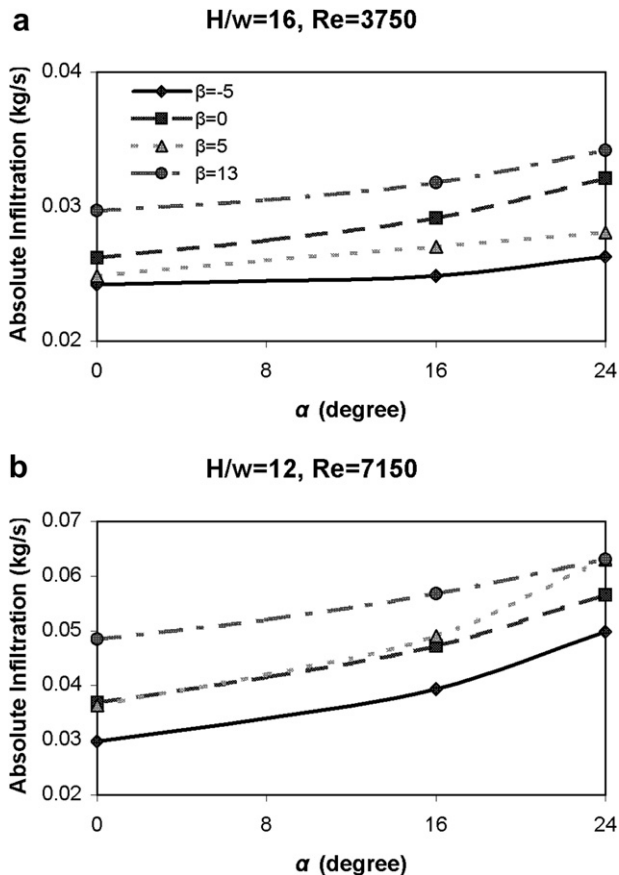 a
H/w=16, Re=3750
Absolute Infiltration (kg/s)
0.04
0.03
0.02
β=-5
β=0
β=5
β=13
0 8 16 24
α (degree)
b
H/w=12, Re=7150
Absolute Infiltration (kg/s)
0.07
0.06
0.05
0.04
0.03
0.02
0 8 16 24
α (degree)